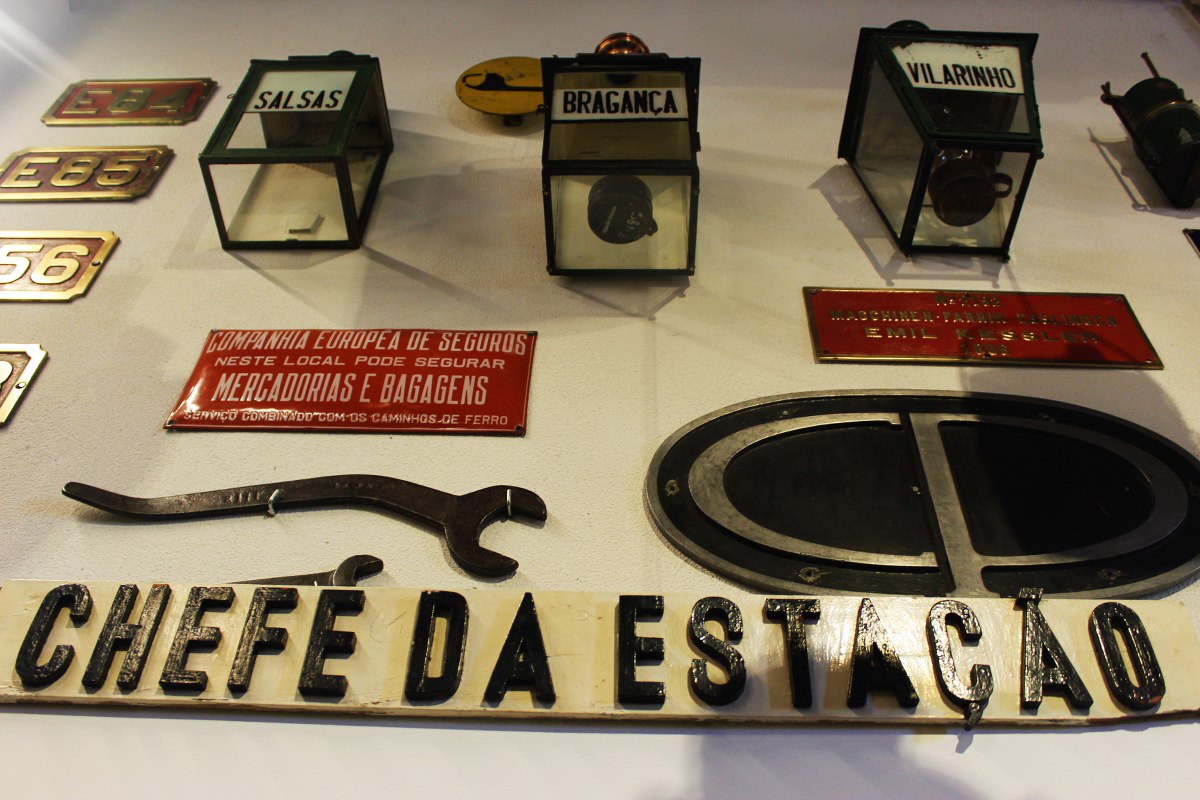 E84
SALSAS
BRAGANÇA
VILARINHO
E85
56
COMPANHIA EUROPÉA DE SEGUROS
NESTE LOCAL PODE SEGURAR
MERCADORIAS E BAGAGENS
SERVIÇO COMBINADO COM OS CAMINHOS DE FERRO
MASCHINEN-FABRIK ESSLINGEN
EMIL KESSLER
CHEFE DA ESTAÇÃO